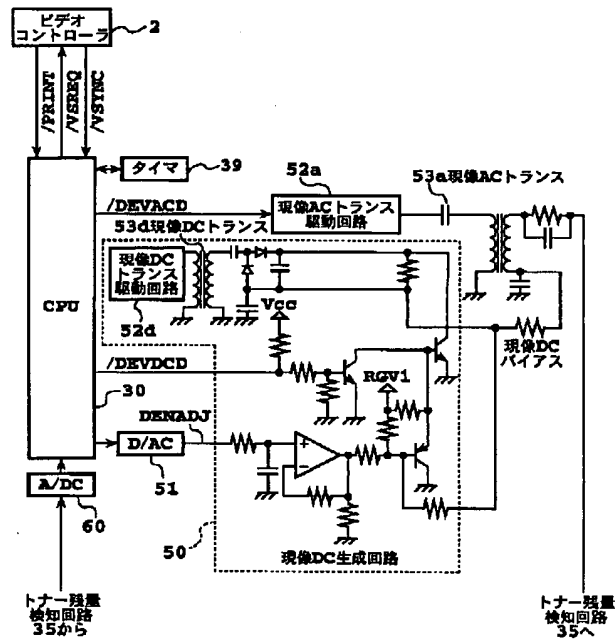 ビデオ
コントローラ
2
/PRINT
/VSREQ
/VSYNC
タイマ
39
52a
53a現像ACトランス
/DEVACD
現像ACトランス
駆動回路
53d現像DCトランス
現像DC
トランス
駆動回路
52d
Vcc
CPU
現像DC
バイアス
/DEVDCD
RGV1
30
DENADJ
D/AC
51
+
−
A/DC
60
50
現像DC生成回路
トナー残量
検知回路
35から
トナー残量
検知回路
35へ